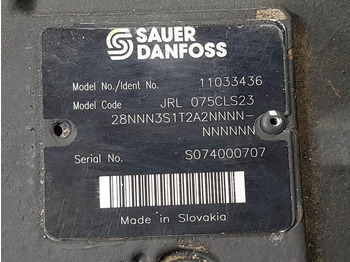 SAUER
DANFOSS
Model No./Ident No. 11033436
Model Code JRL 075CLS23
28NNN3S1T2A2NNNN-
NNNNNN
Serial No. S074000707
Made in Slovakia